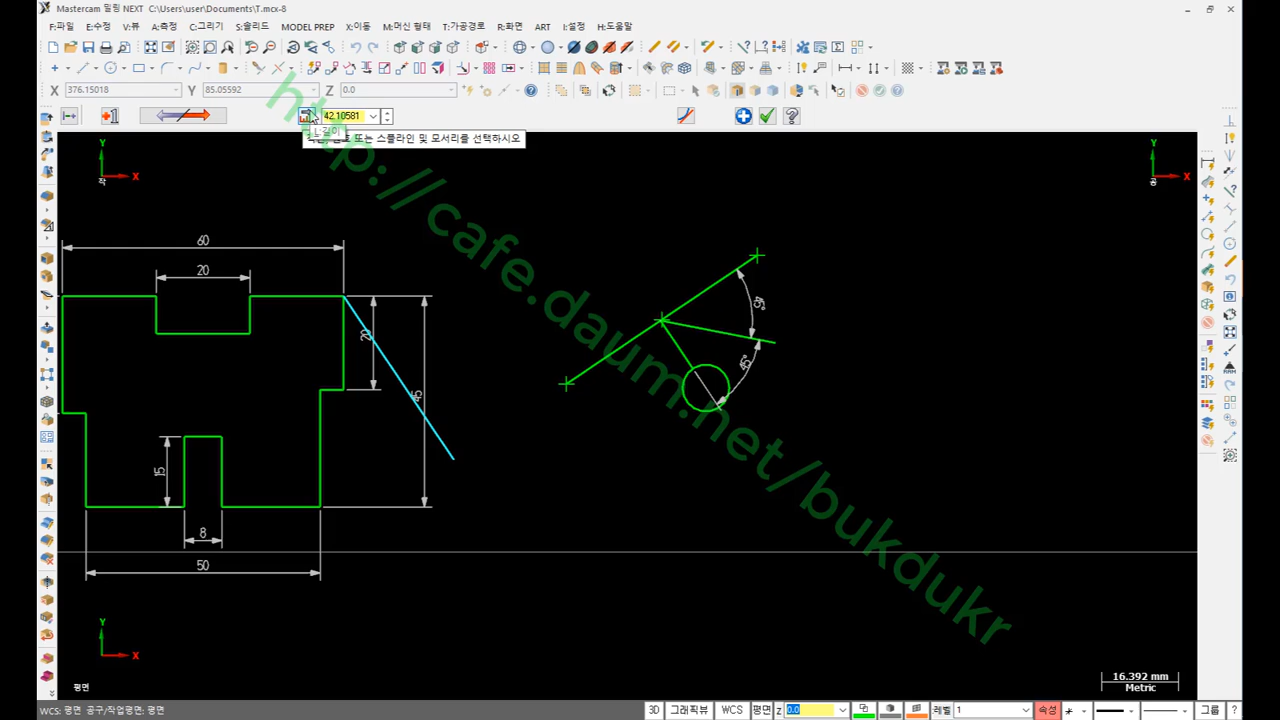 Mastercam 밀링 NEXT  C:\Users\user\Documents\T.mcx-8
F:파일 E:수정 V:뷰 A:측정 C:그리기 S:솔리드 MODEL PREP X:이동 M:머신 형태 T:가공경로 R:화면 ART I:설정 H:도움말
X 376.15018 Y 85.05592 Z 0.0
42.10581
L:길이
또는 스플라인 및 모서리를 선택하시오
Y
X
Y
X
60
20
20
45
15
8
50
45°
45°
http://cafe.daum.net/bukdukr
Y
X
평면
16.392 mm
Metric
WCS: 평면 공구/작업평면: 평면
3D 그래픽뷰 WCS 평면 Z 0.0 레벨 1 속성 그룹 ?